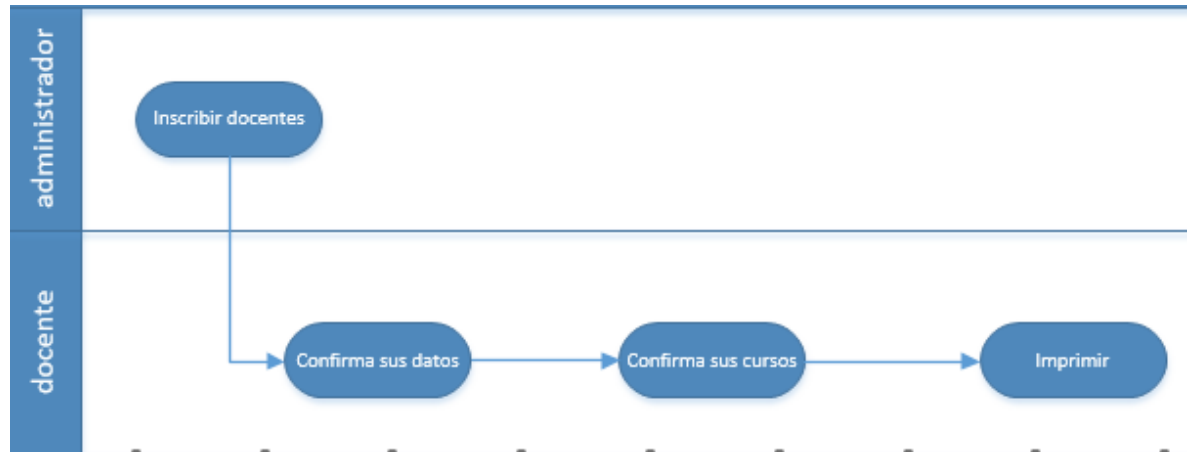 administrador
Inscribir docentes
docente
Confirma sus datos
Confirma sus cursos
Imprimir